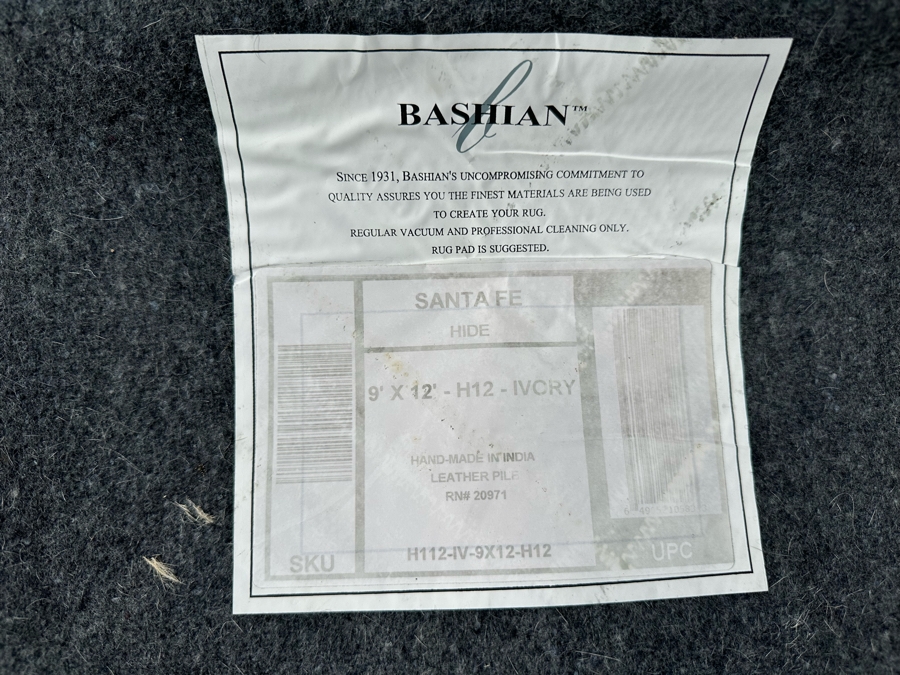 BASHIAN™
SINCE 1931, BASHIAN'S UNCOMPROMISING COMMITMENT TO
QUALITY ASSURES YOU THE FINEST MATERIALS ARE BEING USED
TO CREATE YOUR RUG.
REGULAR VACUUM AND PROFESSIONAL CLEANING ONLY.
RUG PAD IS SUGGESTED.
SANTA FE
HIDE
9' X 12' - H12 - IVORY
HAND-MADE IN INDIA
LEATHER PILE
RN# 20971
SKU
H112-IV-9X12-H12
UPC